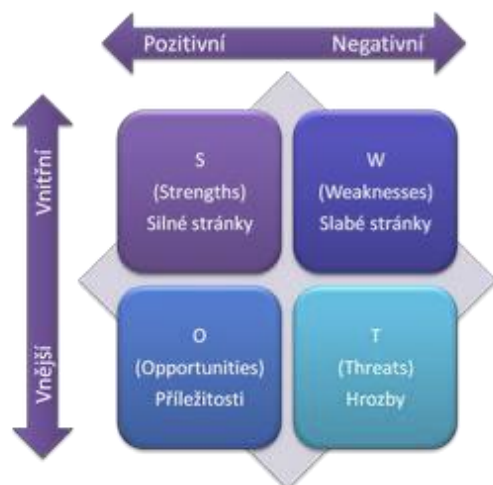 Pozitivní
Negativní
Vnitřní
Vnější
S
(Strengths)
Silné stránky
W
(Weaknesses)
Slabé stránky
O
(Opportunities)
Příležitosti
T
(Threats)
Hrozby